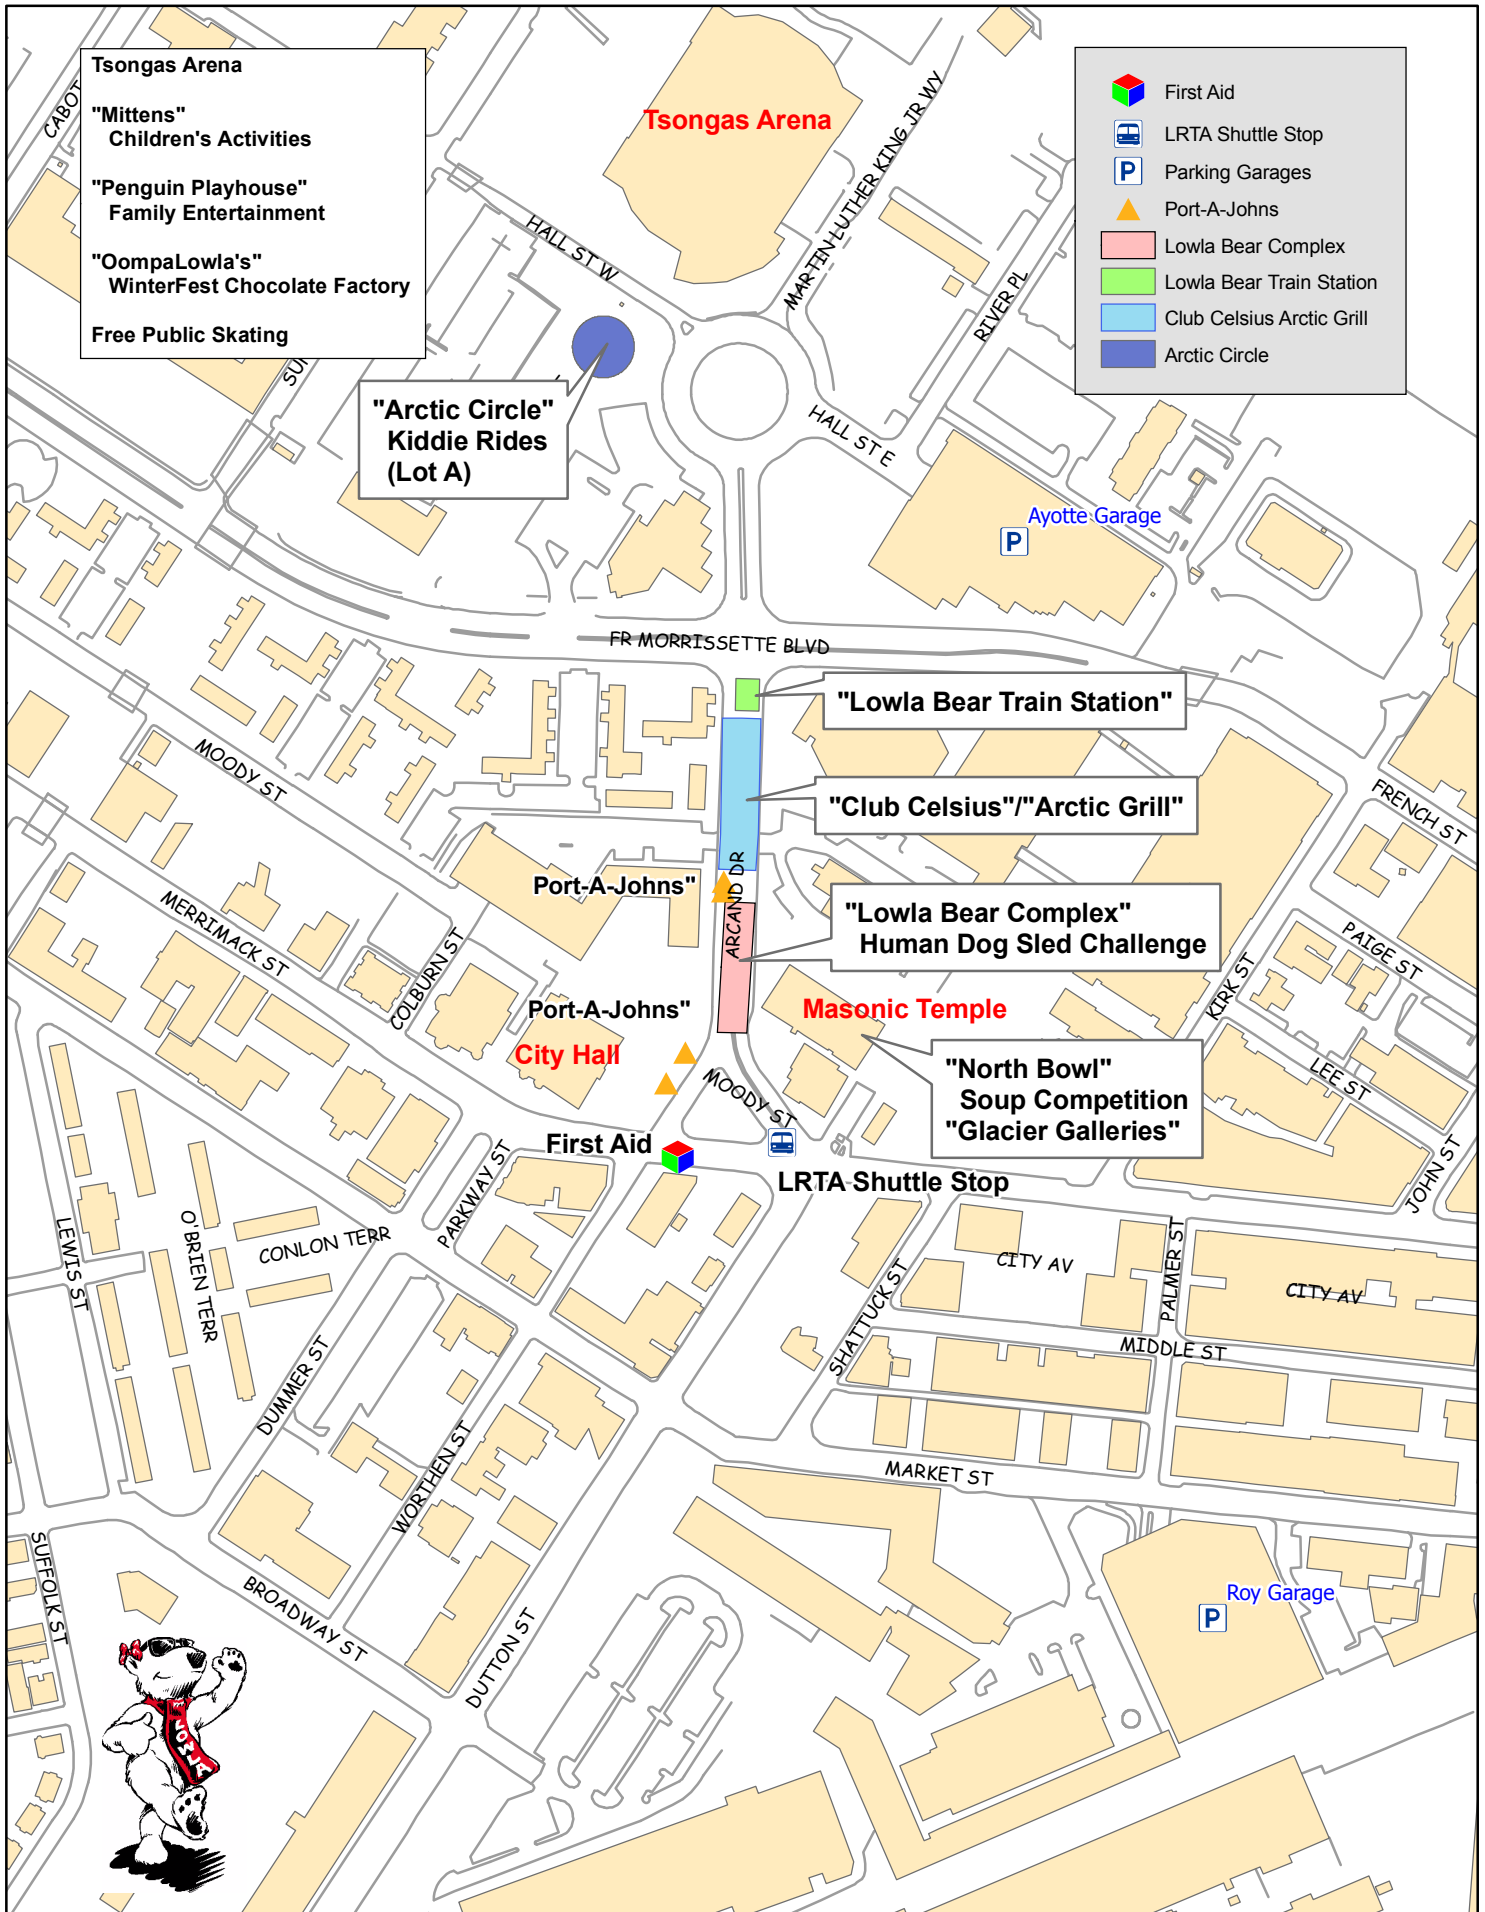 Tsongas Arena
"Mittens"
Children's Activities
"Penguin Playhouse"
Family Entertainment
"OompaLowla's"
WinterFest Chocolate Factory
Free Public Skating
First Aid
LRTA Shuttle Stop
P
Parking Garages
Port-A-Johns
Lowla Bear Complex
Lowla Bear Train Station
Club Celsius Arctic Grill
Arctic Circle
CABOT
Tsongas Arena
MARTIN LUTHER KING JR WY
HALL ST W
RIVER PL
"Arctic Circle"
Kiddie Rides
(Lot A)
HALL ST E
Ayotte Garage
P
FR MORRISSETTE BLVD
"Lowla Bear Train Station"
MOODY ST
"Club Celsius"/"Arctic Grill"
FRENCH ST
ARCAND DR
Port-A-Johns"
"Lowla Bear Complex"
Human Dog Sled Challenge
MERRIMACK ST
COLBURN ST
PAIGE ST
KIRK ST
Port-A-Johns"
Masonic Temple
City Hall
"North Bowl"
Soup Competition
"Glacier Galleries"
LEE ST
MOODY ST
First Aid
LRTA Shuttle Stop
JOHN ST
PARKWAY ST
LEWIS ST
O'BRIEN TERR
CONLON TERR
CITY AV
PALMER ST
CITY AV
SHATTUCK ST
MIDDLE ST
DUMMER ST
WORTHEN ST
MARKET ST
SUFFOLK ST
BROADWAY ST
DUTTON ST
Roy Garage
P
LOWLA